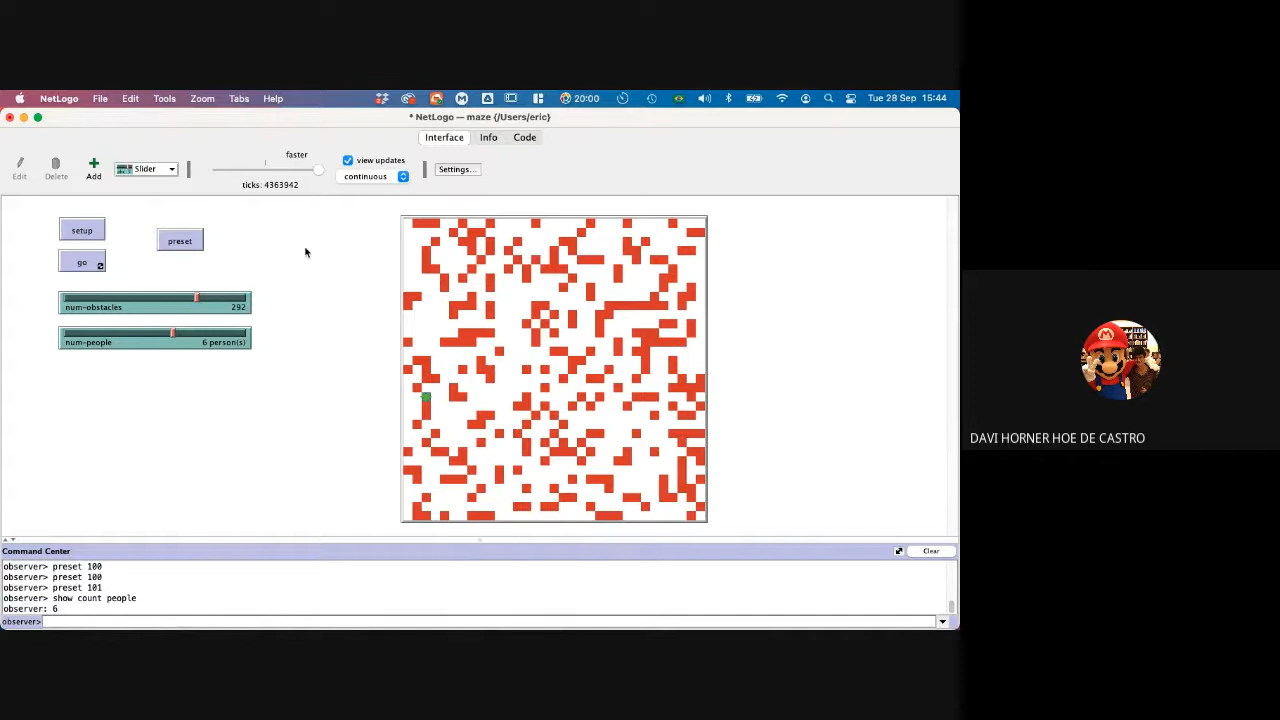 NetLogo File Edit Tools Zoom Tabs Help 20:00 Tue 28 Sep 15:44
* NetLogo — maze {/Users/eric}
Interface Info Code
Edit Delete Add Slider faster ticks: 4363942 view updates continuous Settings...
setup
preset
go
num-obstacles 292
num-people 6 person(s)
DAVI HORNER HOE DE CASTRO
Command Center Clear
observer> preset 100
observer> preset 100
observer> preset 101
observer> show count people
observer: 6
observer>